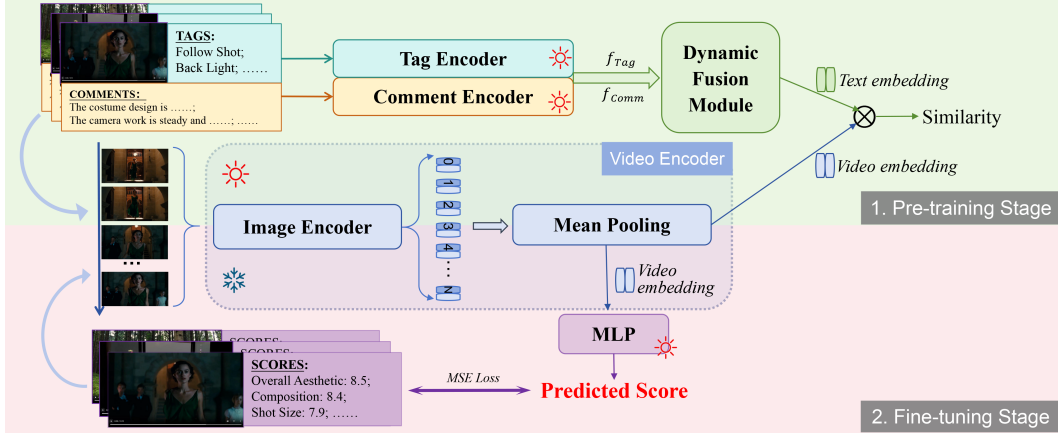 TAGS:
Follow Shot;
Back Light; ……
COMMENTS:
The costume design is ……;
The camera work is steady and ……; ……
Tag Encoder
Comment Encoder
f_Tag
f_Comm
Dynamic
Fusion
Module
Text embedding
Similarity
Video embedding
1. Pre-training Stage
Video Encoder
Image Encoder
0
1
2
3
4
……
N
Mean Pooling
Video
embedding
...
MLP
Predicted Score
MSE Loss
SCORES:
SCORES:
SCORES:
Overall Aesthetic: 8.5;
Composition: 8.4;
Shot Size: 7.9; ……
2. Fine-tuning Stage